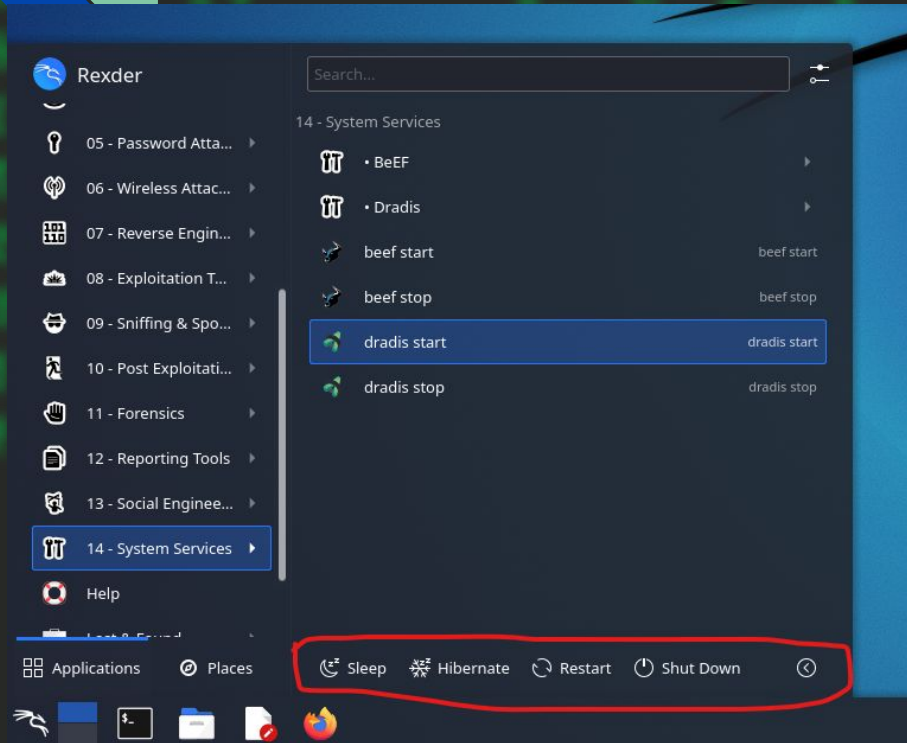 Rexder
Search...
05 - Password Atta...
06 - Wireless Attac...
07 - Reverse Engin...
08 - Exploitation T...
09 - Sniffing & Spo...
10 - Post Exploitati...
11 - Forensics
12 - Reporting Tools
13 - Social Enginee...
14 - System Services
Help
Lost & Found
14 - System Services
• BeEF
• Dradis
beef start beef start
beef stop beef stop
dradis start dradis start
dradis stop dradis stop
Applications Places Sleep Hibernate Restart Shut Down